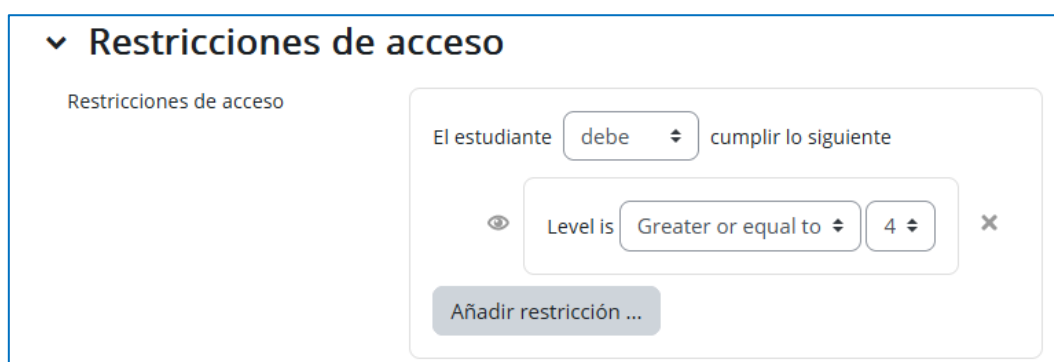 Restricciones de acceso
Restricciones de acceso
El estudiante debe cumplir lo siguiente
Level is Greater or equal to 4
Añadir restricción ...